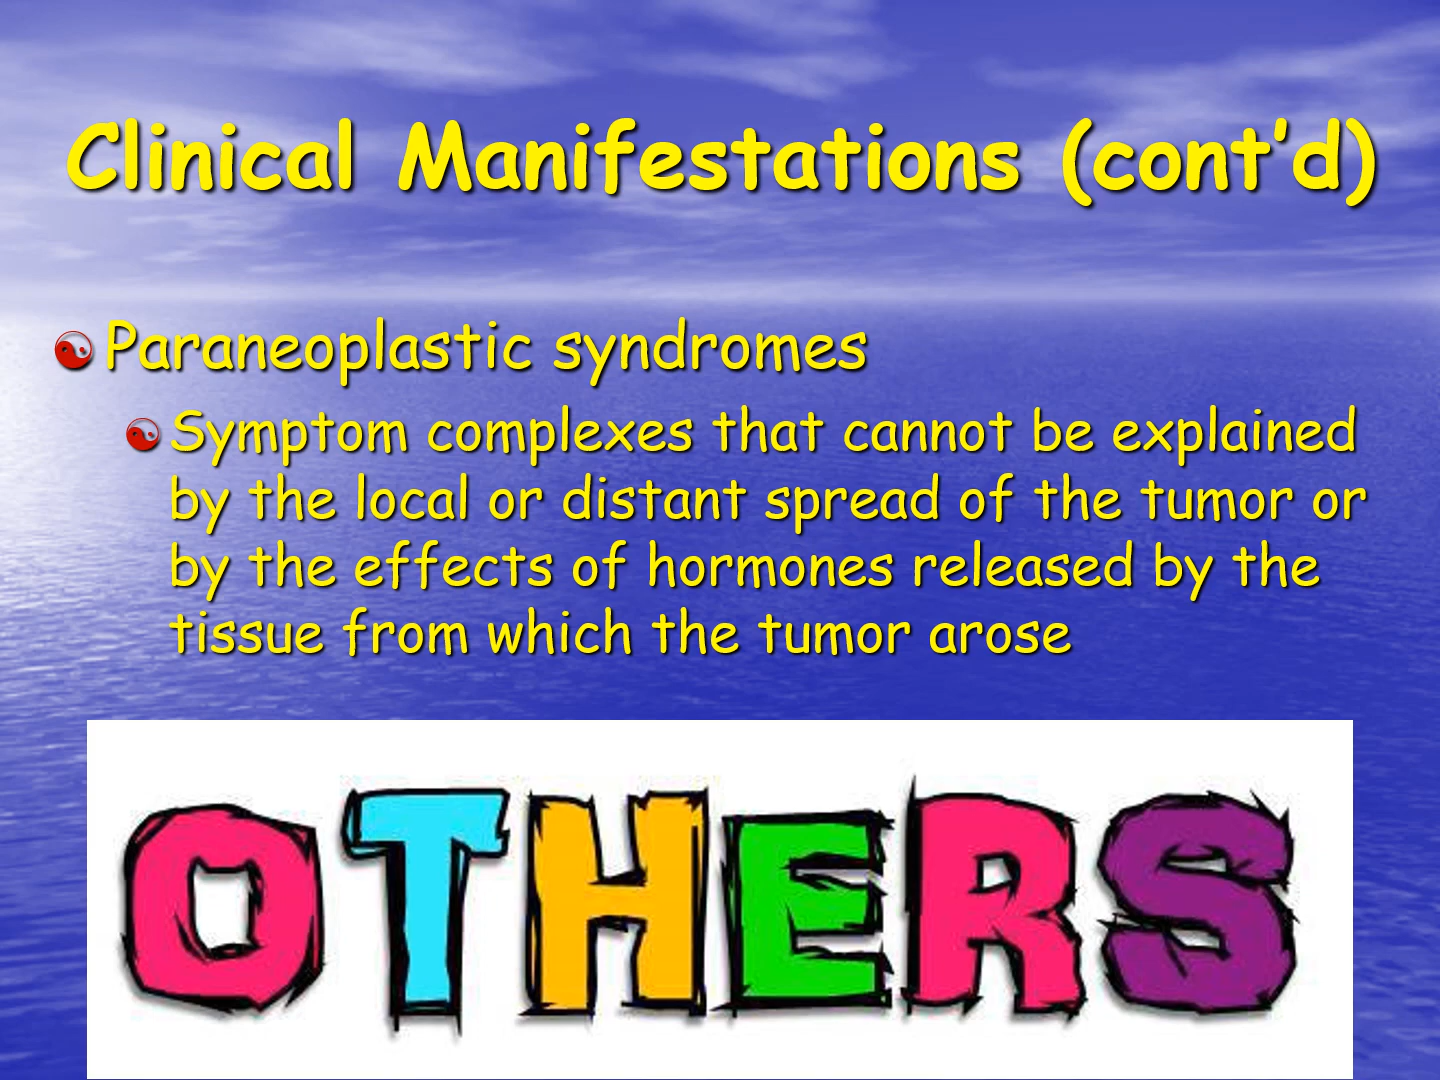 Clinical Manifestations (cont’d)
Paraneoplastic syndromes
Symptom complexes that cannot be explained
by the local or distant spread of the tumor or
by the effects of hormones released by the
tissue from which the tumor arose
OTHERS